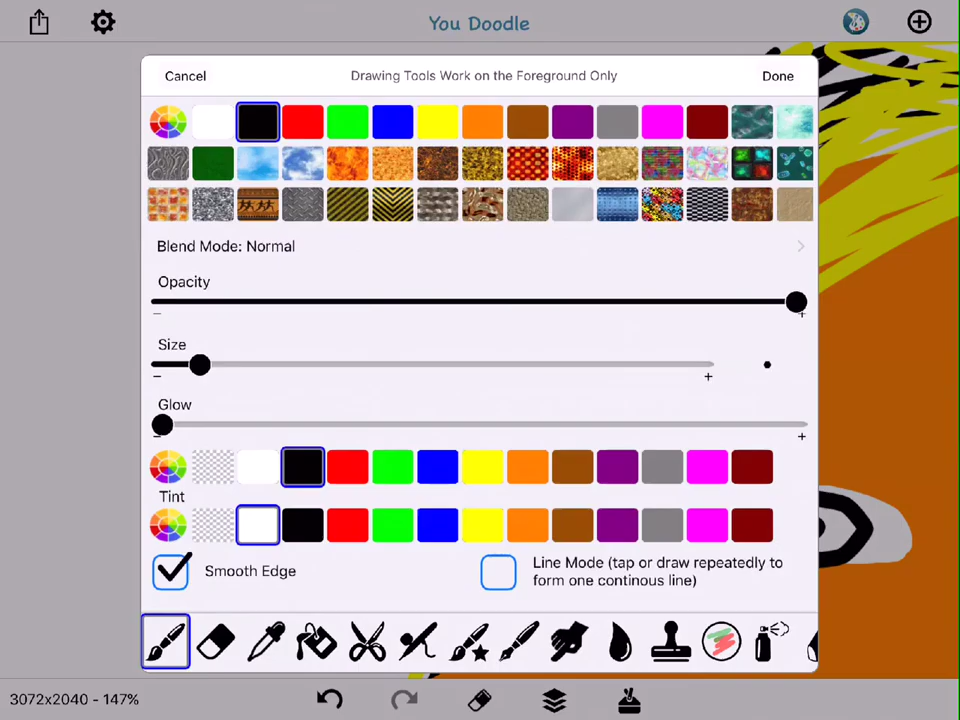 You Doodle
Cancel
Drawing Tools Work on the Foreground Only
Done
Blend Mode: Normal
Opacity
Size
Glow
Tint
Smooth Edge
Line Mode (tap or draw repeatedly to
form one continous line)
3072x2040 - 147%